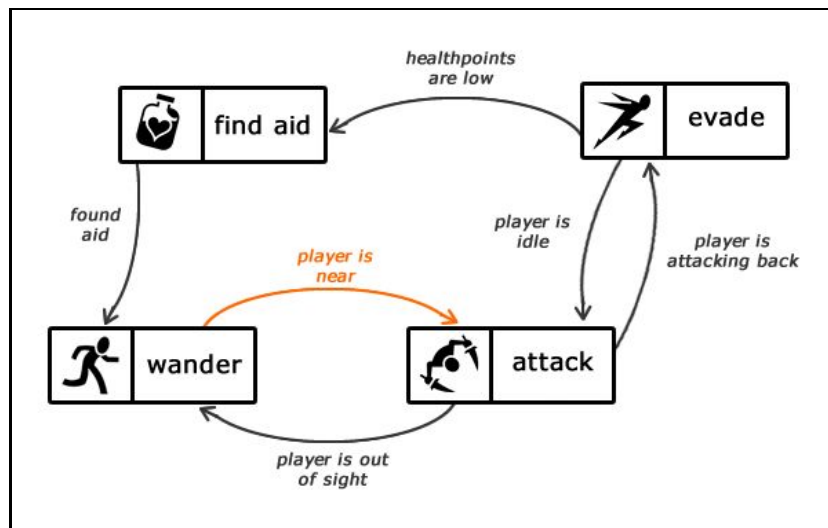 healthpoints
are low
find aid
evade
found
aid
player is
idle
player is
attacking back
player is
near
wander
attack
player is out
of sight